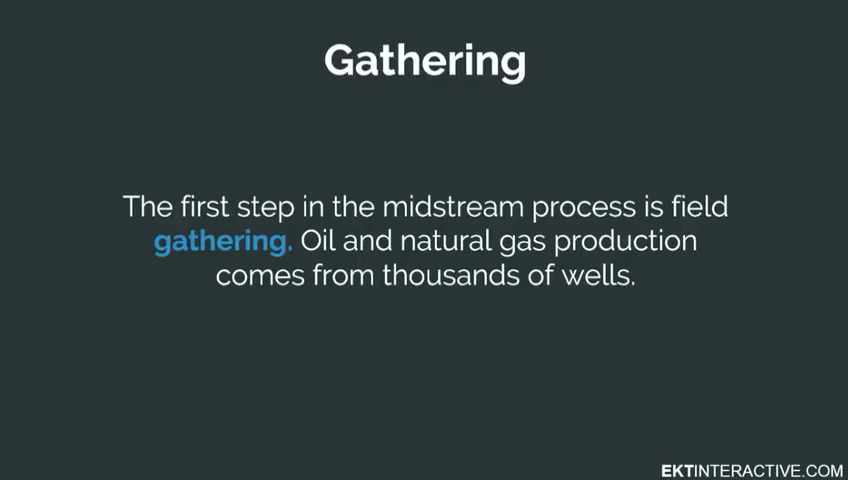 Gathering
The first step in the midstream process is field
gathering. Oil and natural gas production
comes from thousands of wells.
EKTINTERACTIVE.COM